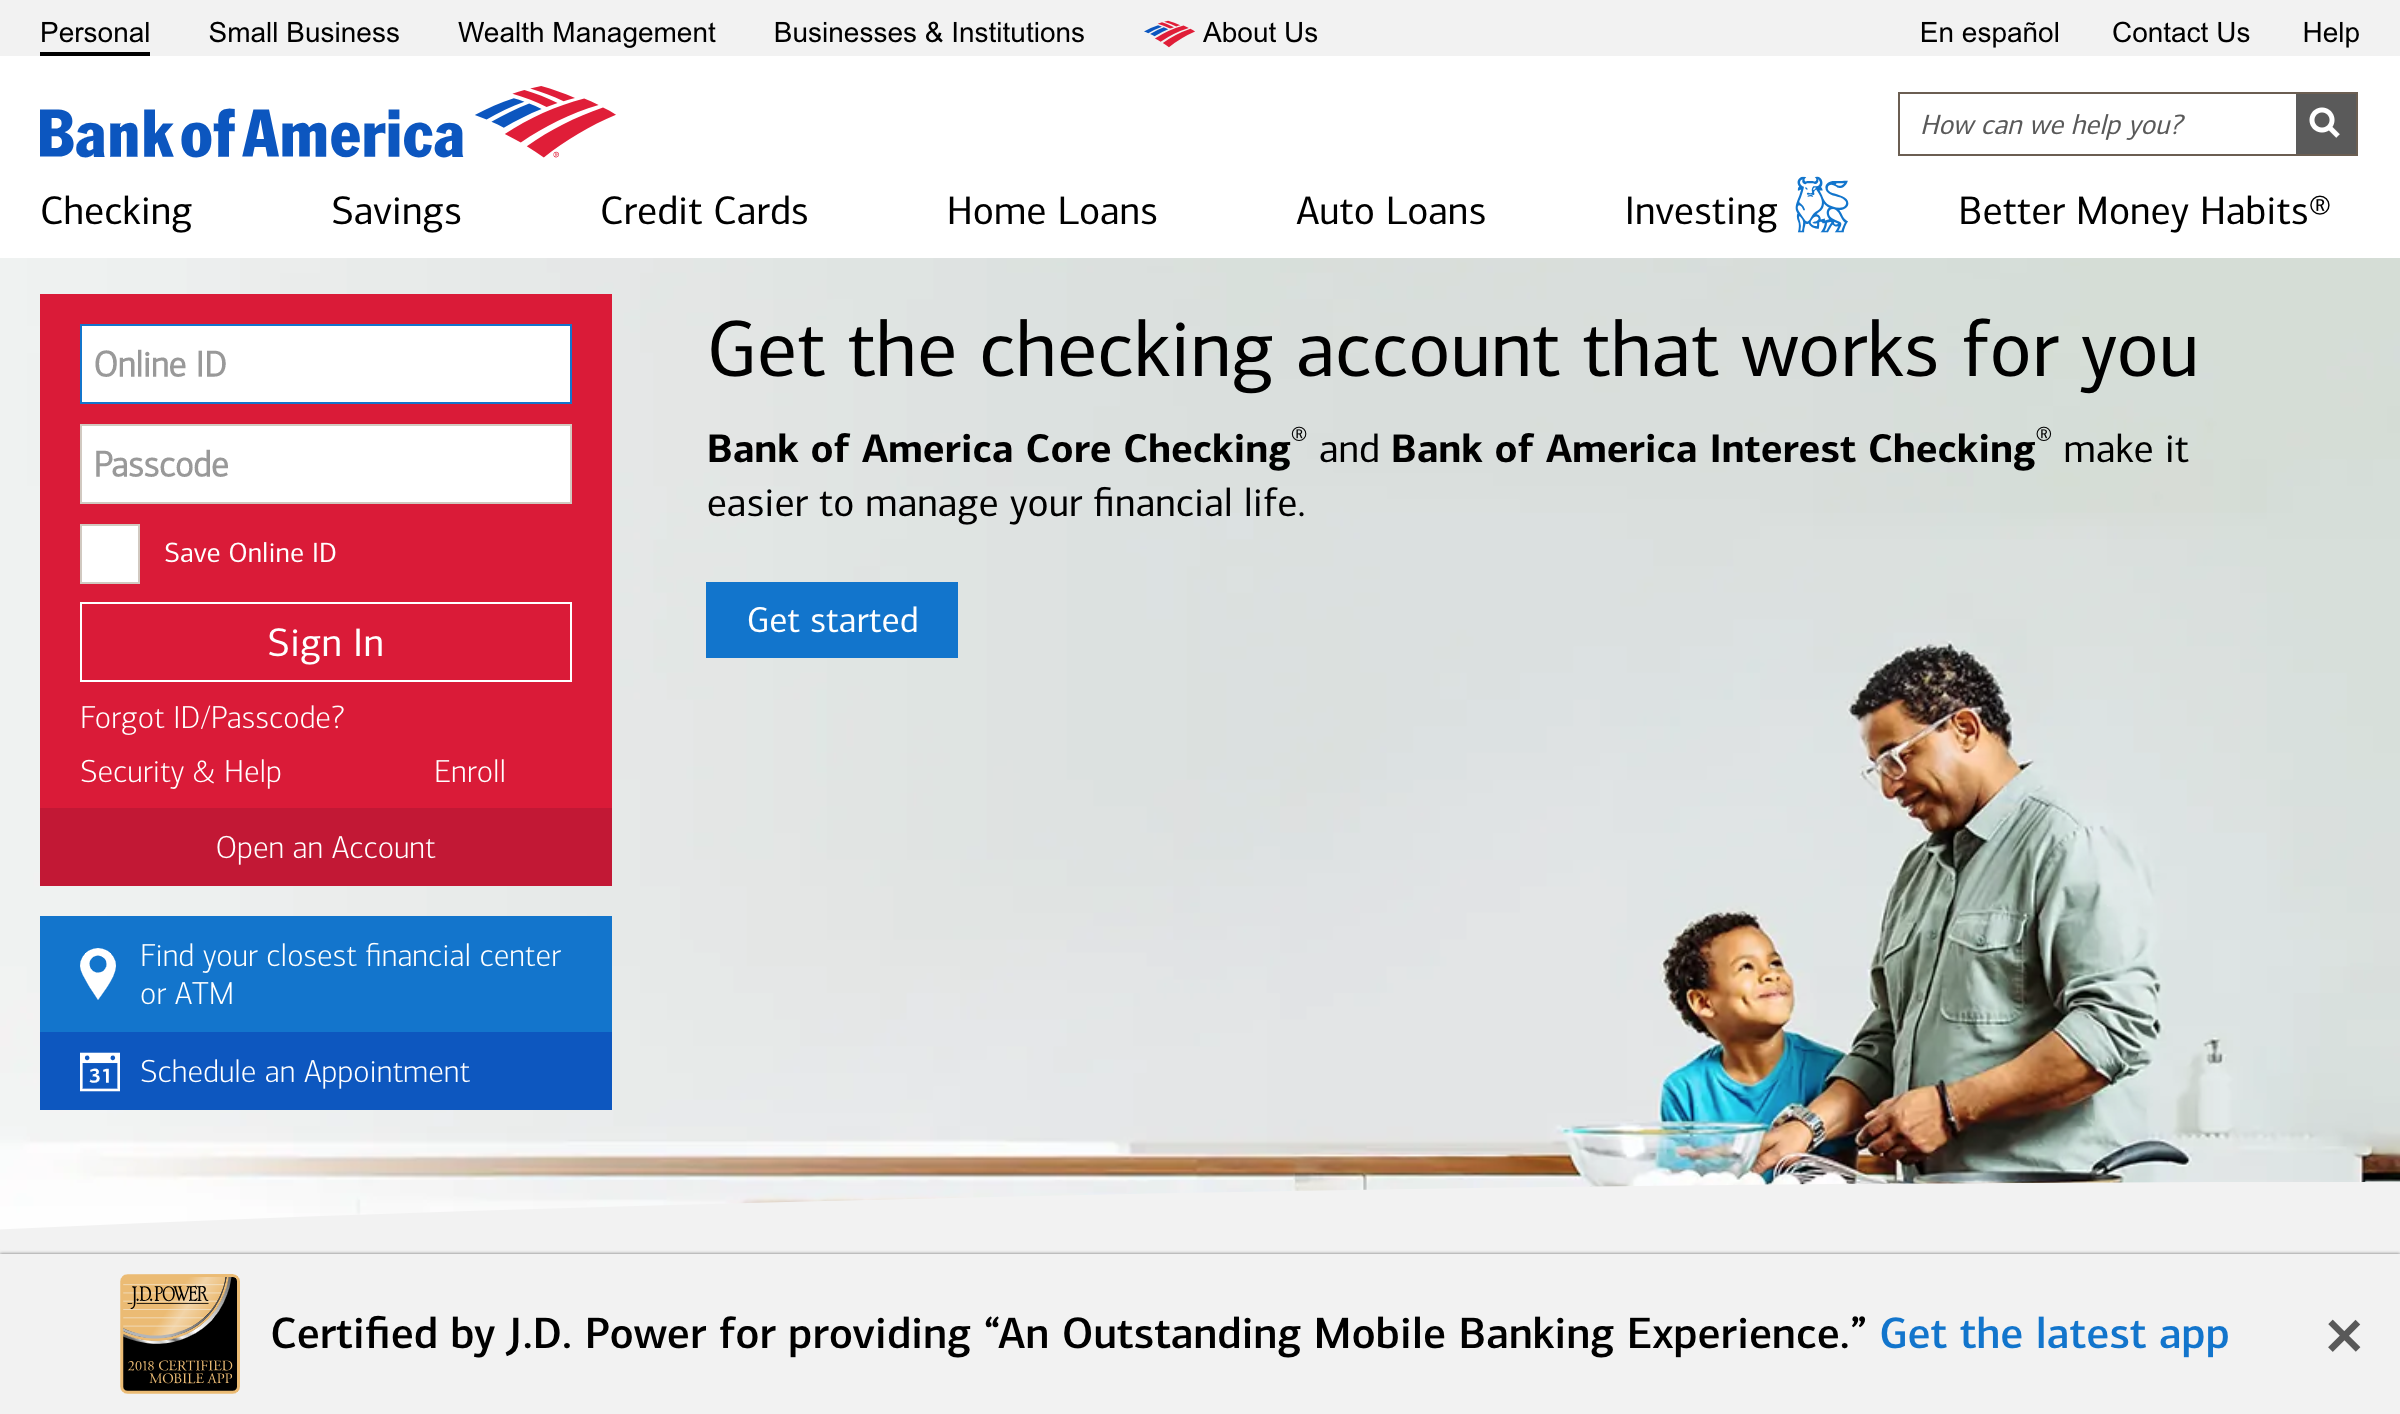 Personal Small Business Wealth Management Businesses & Institutions About Us En español Contact Us Help
Bank of America
How can we help you?
Checking Savings Credit Cards Home Loans Auto Loans Investing Better Money Habits®
Online ID
Passcode
Save Online ID
Sign In
Forgot ID/Passcode?
Security & Help Enroll
Open an Account
Find your closest financial center
or ATM
31 Schedule an Appointment
Get the checking account that works for you
Bank of America Core Checking® and Bank of America Interest Checking® make it
easier to manage your financial life.
Get started
J.D. POWER
2018 CERTIFIED
MOBILE APP
Certified by J.D. Power for providing “An Outstanding Mobile Banking Experience.” Get the latest app